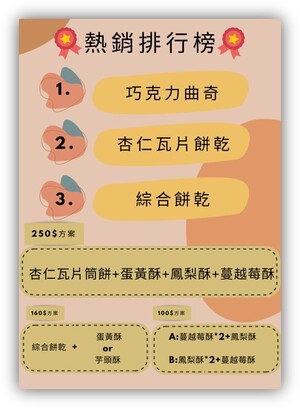 熱銷排行榜
1. 巧克力曲奇
2. 杏仁瓦片餅乾
3. 綜合餅乾
250$方案
杏仁瓦片筒餅+蛋黃酥+鳳梨酥+蔓越莓酥
160$方案
綜合餅乾 + 蛋黃酥
or
芋頭酥
100$方案
A:蔓越莓酥*2+鳳梨酥
B:鳳梨酥*2+蔓越莓酥